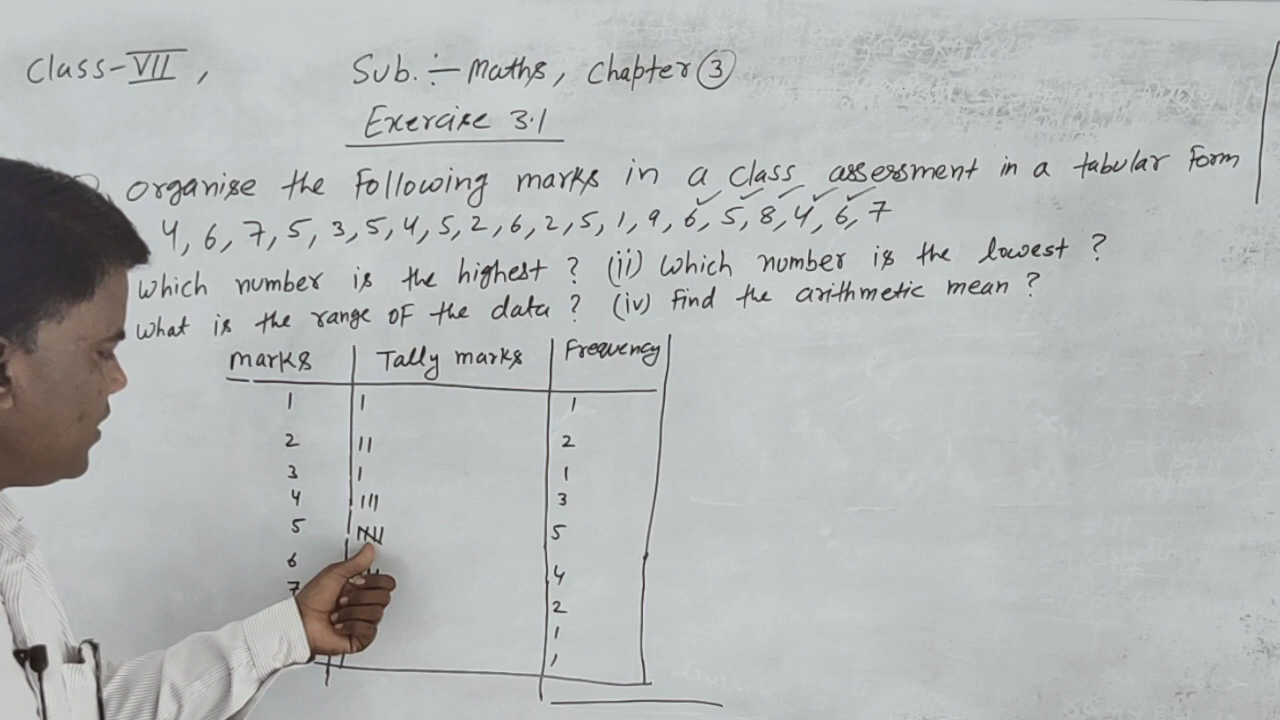 Class-VII, Sub. :- Maths, Chapter 3
Exercise 3.1
organise the following marks in a class assessment in a tabular form
4, 6, 7, 5, 3, 5, 4, 5, 2, 6, 2, 5, 1, 9, 6, 5, 8, 4, 6, 7
which number is the highest? (ii) which number is the lowest?
what is the range of the data? (iv) Find the arithmetic mean?
marks | Tally marks | Frequency
1 | I | 1
2 | II | 2
3 | I | 1
4 | III | 3
5 | 𝍸 | 5
6 4
7 2
1
1